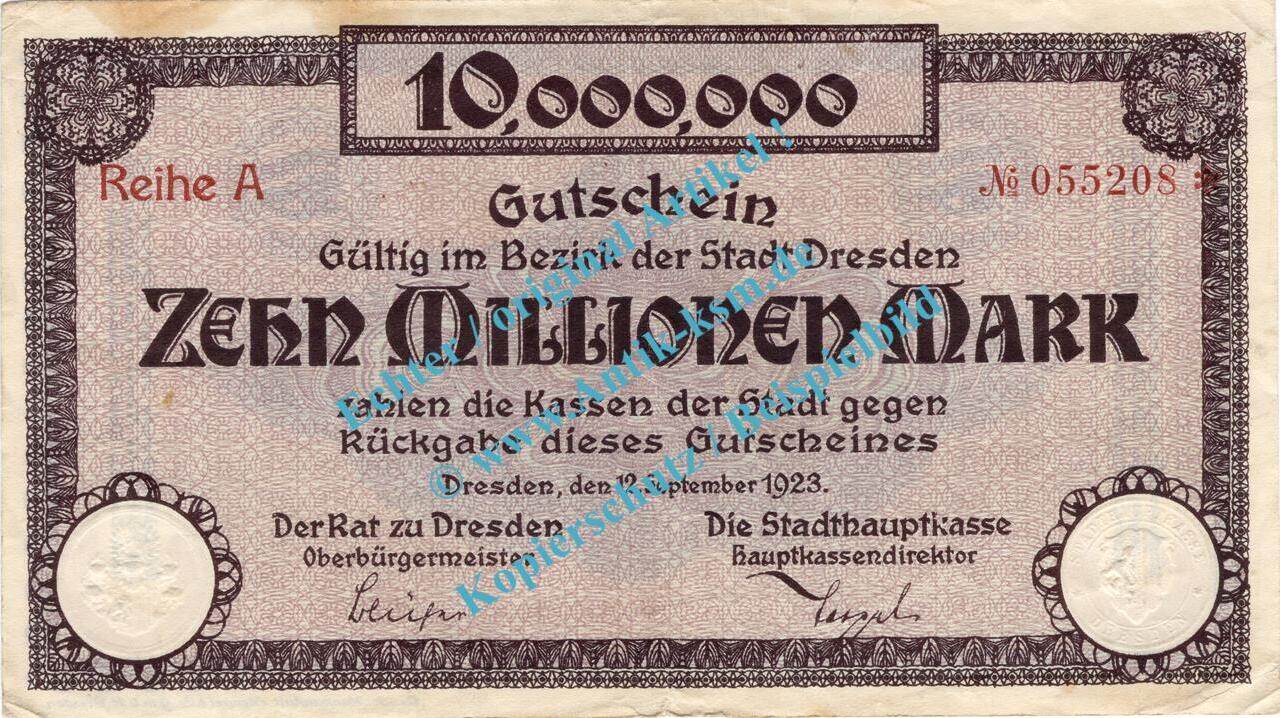 10,000,000
Reihe A
№ 055208 *
Gutschein
Gültig im Bezirk der Stadt Dresden
Zehn Millionen Mark
zahlen die Kassen der Stadt gegen
Rückgabe dieses Gutscheines
Dresden, den 12. September 1923.
Der Rat zu Dresden
Oberbürgermeister
Die Stadthauptkasse
Hauptkassendirektor
Echter / original Artikel !
© www.Antik-ksm.de
Kopierschutz / Beispielbild